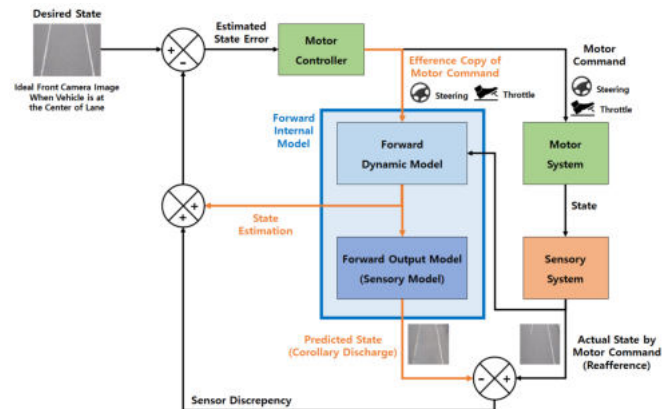 Desired State
Ideal Front Camera Image
When Vehicle is at
the Center of Lane
+
-
Estimated
State Error
Motor
Controller
Efference Copy of
Motor Command
Steering
Throttle
Motor
Command
Steering
Throttle
Forward
Internal
Model
Forward
Dynamic Model
Motor
System
+
+
State
Estimation
State
Forward Output Model
(Sensory Model)
Sensory
System
Predicted State
(Corollary Discharge)
Actual State by
Motor Command
(Reafference)
-
+
Sensor Discrepency